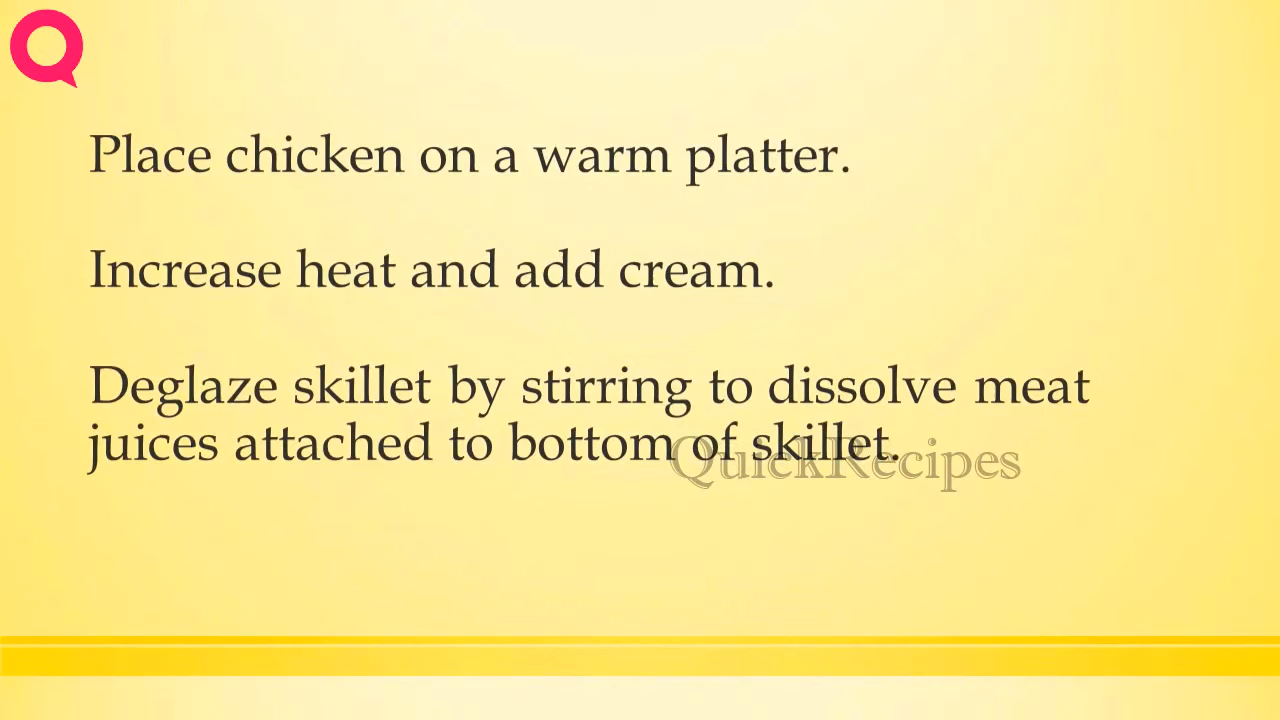 Place chicken on a warm platter.
Increase heat and add cream.
Deglaze skillet by stirring to dissolve meat
juices attached to bottom of skillet.
QuickRecipes